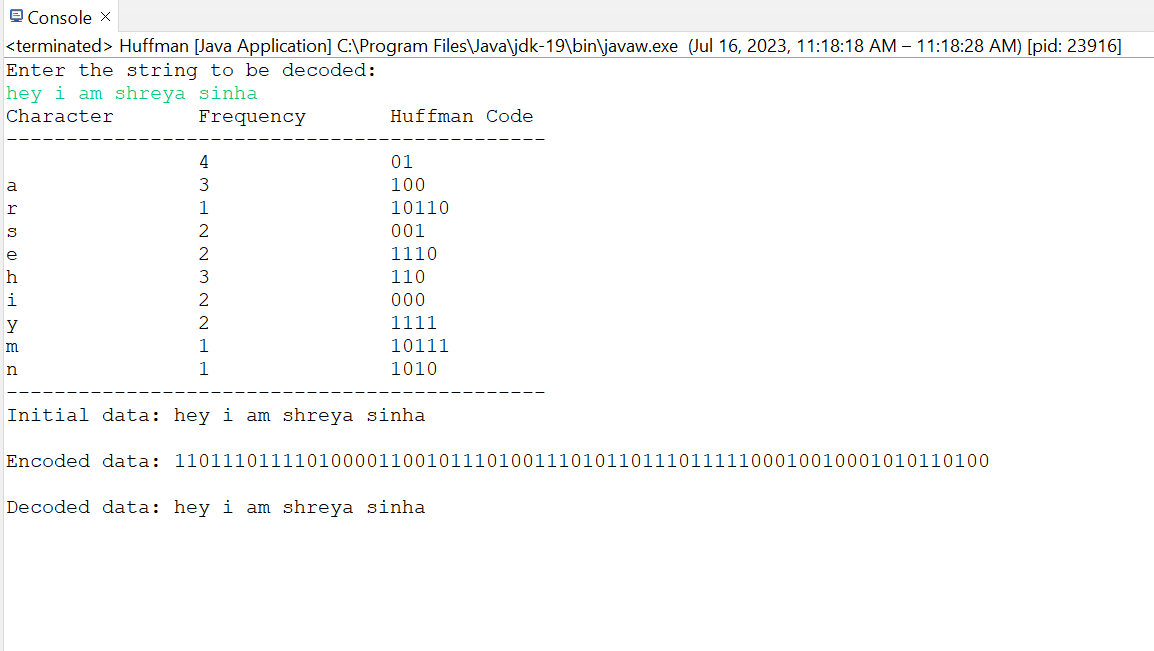 Console
<terminated> Huffman [Java Application] C:\Program Files\Java\jdk-19\bin\javaw.exe (Jul 16, 2023, 11:18:18 AM – 11:18:28 AM) [pid: 23916]
Enter the string to be decoded:
hey i am shreya sinha
Character Frequency Huffman Code
---------------------------------------------
4 01
a 3 100
r 1 10110
s 2 001
e 2 1110
h 3 110
i 2 000
y 2 1111
m 1 10111
n 1 1010
---------------------------------------------
Initial data: hey i am shreya sinha
Encoded data: 11011101111010000110010111010011101011011101111100010010001010110100
Decoded data: hey i am shreya sinha